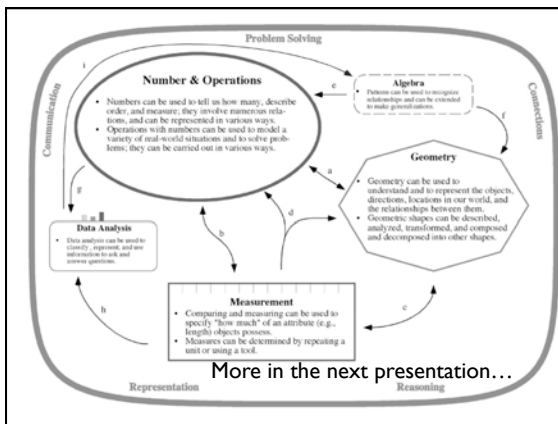 Problem Solving
Communication
Connections
i
Number & Operations
• Numbers can be used to tell us how many, describe
order, and measure; they involve numerous rela-
tions, and can be represented in various ways.
• Operations with numbers can be used to model a
variety of real-world situations and to solve prob-
lems; they can be carried out in various ways.
e
Algebra
• Patterns can be used to recognize
relationships and can be extended
to make generalizations.
f
a
Geometry
• Geometry can be used to
understand and to represent the objects,
directions, locations in our world, and
the relationships between them.
• Geometric shapes can be described,
analyzed, transformed, and composed
and decomposed into other shapes.
g
Data Analysis
• Data analysis can be used to
classify, represent, and use
information to ask and
answer questions.
b
d
h
c
Measurement
• Comparing and measuring can be used to
specify "how much" of an attribute (e.g.,
length) objects possess.
• Measures can be determined by repeating a
unit or using a tool.
More in the next presentation…
Representation
Reasoning